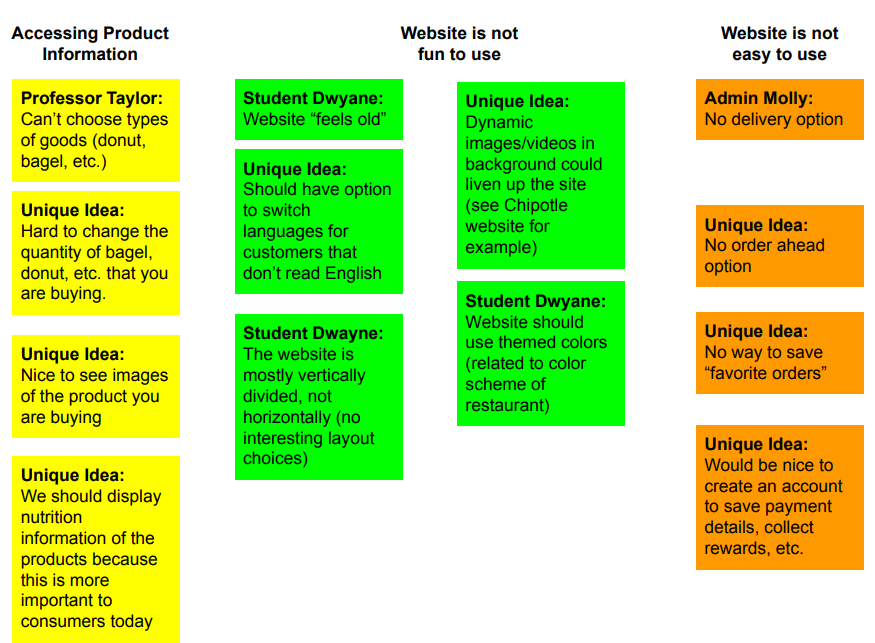 Accessing Product
Information
Professor Taylor:
Can’t choose types
of goods (donut,
bagel, etc.)
Unique Idea:
Hard to change the
quantity of bagel,
donut, etc. that you
are buying.
Unique Idea:
Nice to see images
of the product you
are buying
Unique Idea:
We should display
nutrition
information of the
products because
this is more
important to
consumers today
Website is not
fun to use
Student Dwyane:
Website “feels old”
Unique Idea:
Should have option
to switch
languages for
customers that
don’t read English
Student Dwayne:
The website is
mostly vertically
divided, not
horizontally (no
interesting layout
choices)
Unique Idea:
Dynamic
images/videos in
background could
liven up the site
(see Chipotle
website for
example)
Student Dwyane:
Website should
use themed colors
(related to color
scheme of
restaurant)
Website is not
easy to use
Admin Molly:
No delivery option
Unique Idea:
No order ahead
option
Unique Idea:
No way to save
“favorite orders”
Unique Idea:
Would be nice to
create an account
to save payment
details, collect
rewards, etc.